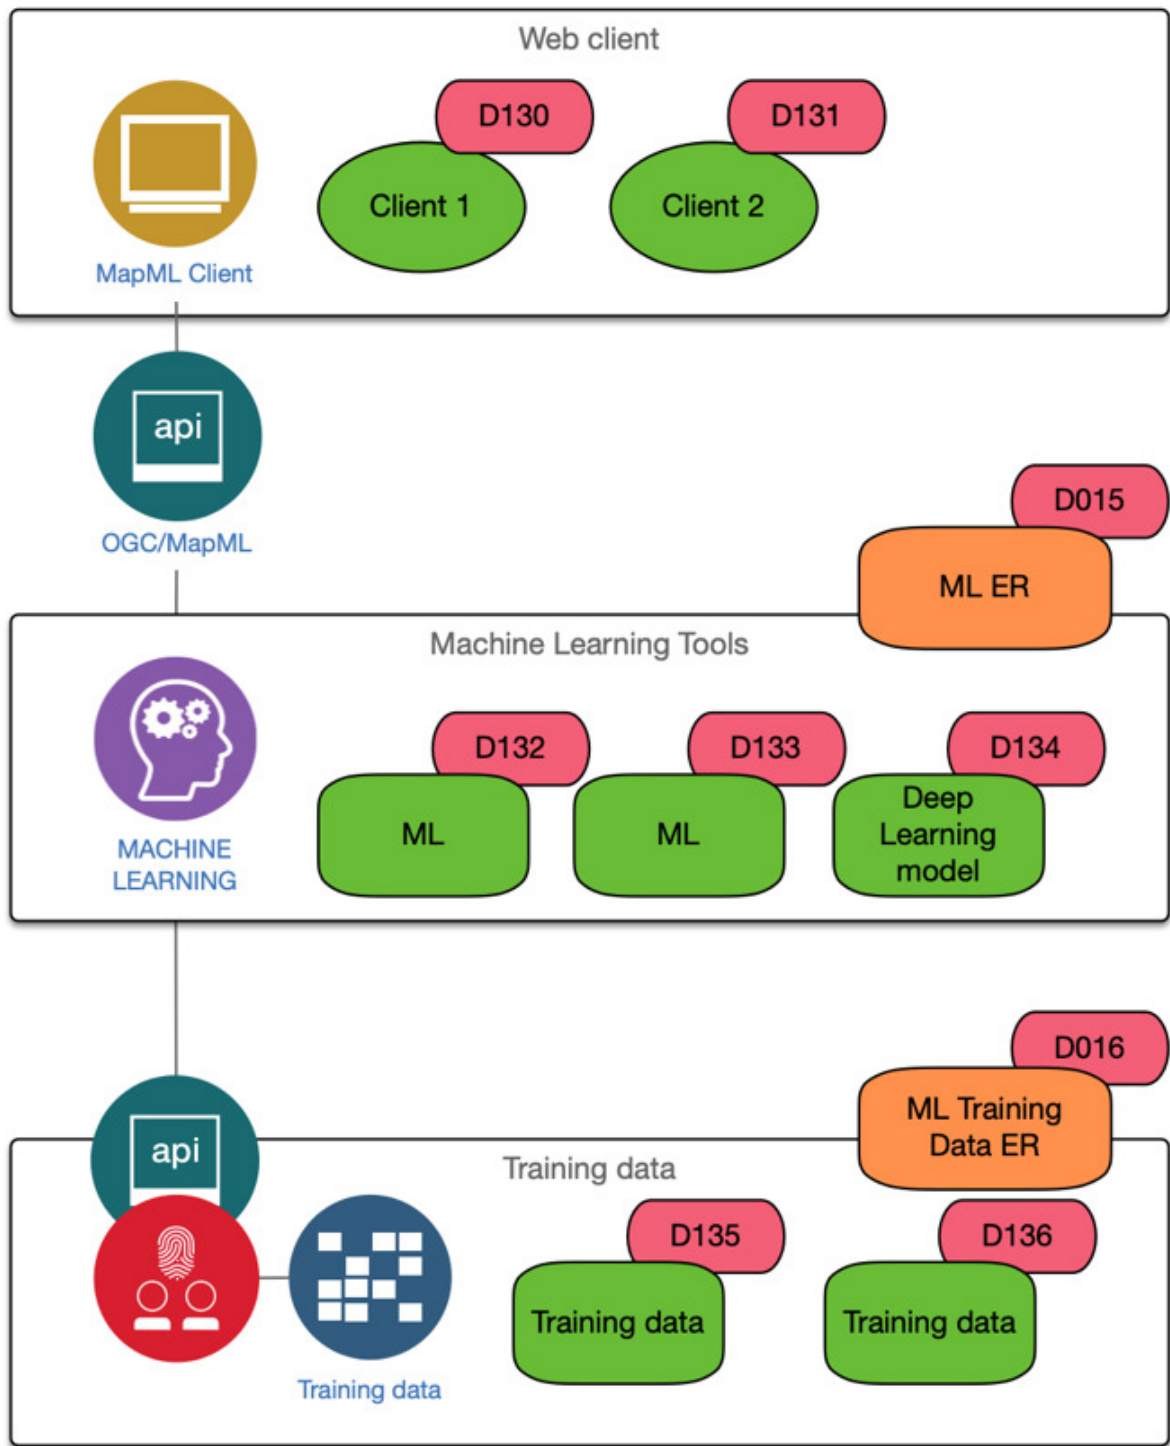 Web client
D130
D131
Client 1
Client 2
MapML Client
api
OGC/MapML
D015
ML ER
Machine Learning Tools
D132
D133
D134
ML
ML
Deep
Learning
model
MACHINE
LEARNING
D016
ML Training
Data ER
api
Training data
D135
D136
Training data
Training data
Training data